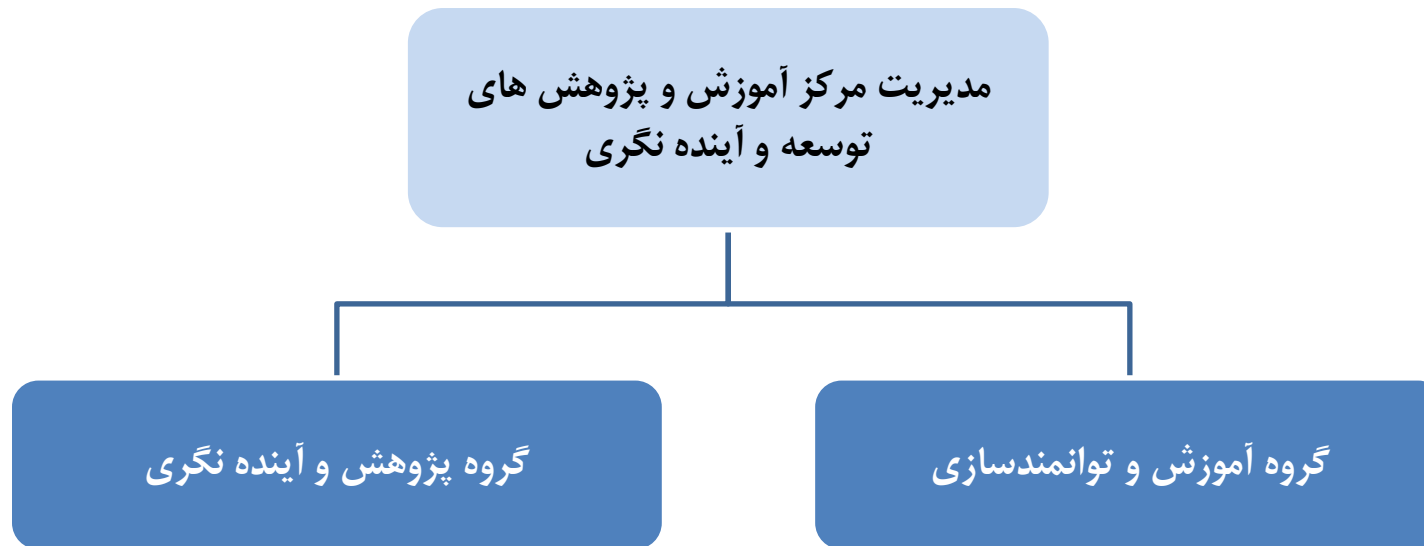 مدیریت مرکز آموزش و پژوهش های
توسعه و آینده نگری
گروه آموزش و توانمندسازی
گروه پژوهش و آینده نگری